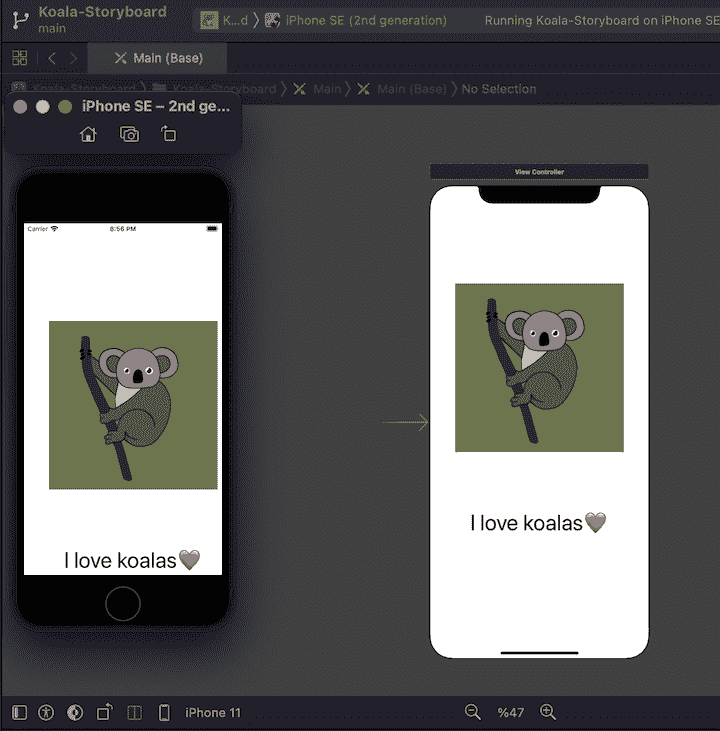 Koala-Storyboard
main
K...d
iPhone SE (2nd generation)
Running Koala-Storyboard on iPhone SE
Main (Base)
Koala-Storyboard
Koala-Storyboard
Main
Main (Base)
No Selection
iPhone SE – 2nd ge...
View Controller
Carrier
8:56 PM
I love koalas🩶
I love koalas🩶
iPhone 11
%47